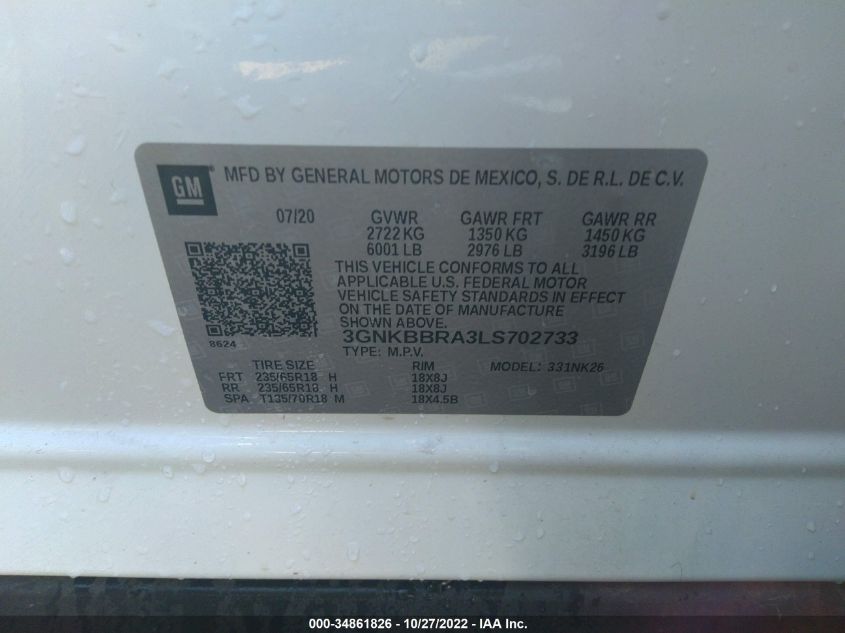 GM
MFD BY GENERAL MOTORS DE MEXICO, S. DE R.L. DE C.V.
07/20 GVWR GAWR FRT GAWR RR
2722 KG 1350 KG 1450 KG
6001 LB 2976 LB 3196 LB
THIS VEHICLE CONFORMS TO ALL
APPLICABLE U.S. FEDERAL MOTOR
VEHICLE SAFETY STANDARDS IN EFFECT
ON THE DATE OF MANUFACTURE
SHOWN ABOVE.
3GNKBBRA3LS702733
8624
TYPE: M.P.V.
TIRE SIZE RIM MODEL: 331NK26
FRT 235/65R18 H 18X8J
RR 235/65R18 H 18X8J
SPA T135/70R18 M 18X4.5B
000-34861826 - 10/27/2022 - IAA Inc.